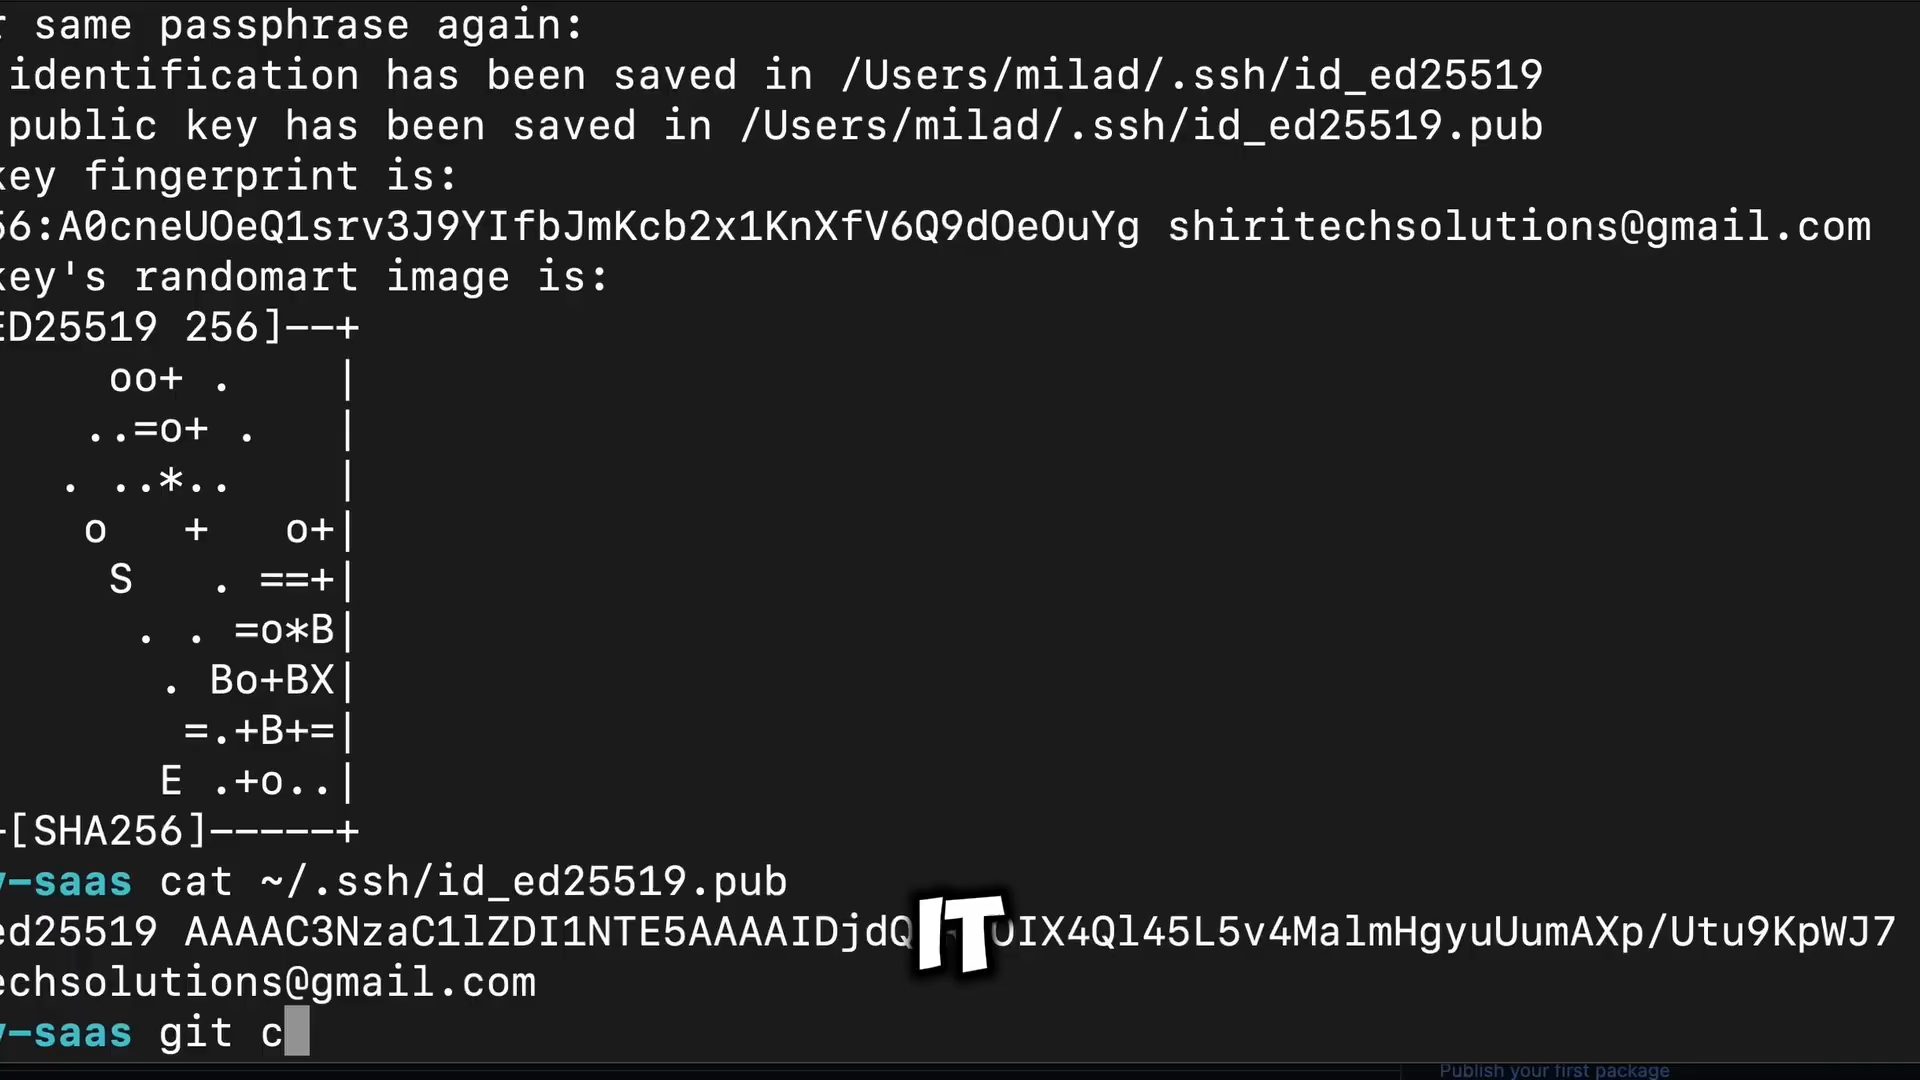 r same passphrase again:
identification has been saved in /Users/milad/.ssh/id_ed25519
public key has been saved in /Users/milad/.ssh/id_ed25519.pub
key fingerprint is:
56:A0cneUOeQ1srv3J9YIfbJmKcb2x1KnXfV6Q9dOeOuYg shiritechsolutions@gmail.com
key's randomart image is:
ED25519 256]--+
oo+ .     |
..=o+ .    |
. ..*..     |
o   +   o+|
S   . ==+|
. . =o*B|
. Bo+BX|
=.+B+=|
E .+o..|
-[SHA256]-----+
y-saas cat ~/.ssh/id_ed25519.pub
ed25519 AAAAC3NzaC1lZDI1NTE5AAAAIDjdQ IX4Ql45L5v4MalmHgyuUumAXp/Utu9KpWJ7
IT
echsolutions@gmail.com
y-saas git c
Publish your first package